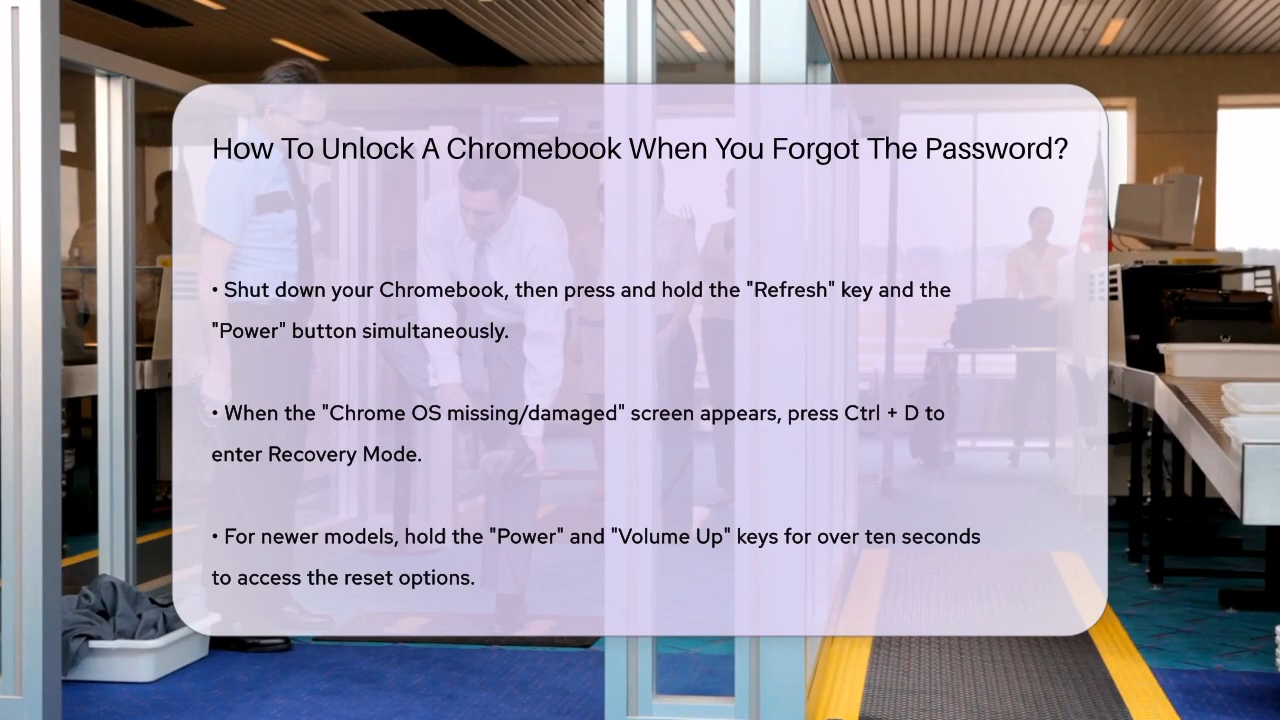 How To Unlock A Chromebook When You Forgot The Password?
• Shut down your Chromebook, then press and hold the "Refresh" key and the
"Power" button simultaneously.
• When the "Chrome OS missing/damaged" screen appears, press Ctrl + D to
enter Recovery Mode.
• For newer models, hold the "Power" and "Volume Up" keys for over ten seconds
to access the reset options.